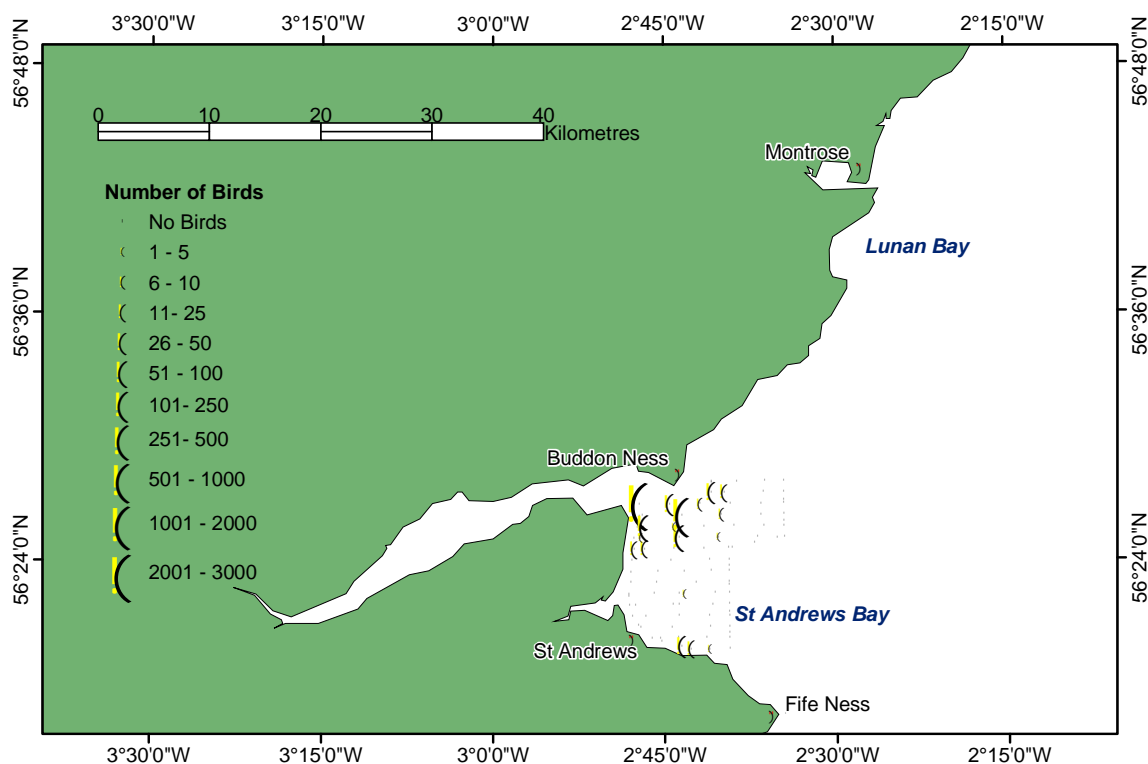 3°30'0"W 3°15'0"W 3°0'0"W 2°45'0"W 2°30'0"W 2°15'0"W
56°48'0"N 56°48'0"N
0 10 20 30 40
Kilometres
Montrose
Number of Birds
No Birds
Lunan Bay
1 - 5
6 - 10
56°36'0"N 56°36'0"N
11- 25
26 - 50
51 - 100
101- 250
251- 500
Buddon Ness
501 - 1000
1001 - 2000
56°24'0"N 56°24'0"N
2001 - 3000
St Andrews Bay
St Andrews
Fife Ness
3°30'0"W 3°15'0"W 3°0'0"W 2°45'0"W 2°30'0"W 2°15'0"W